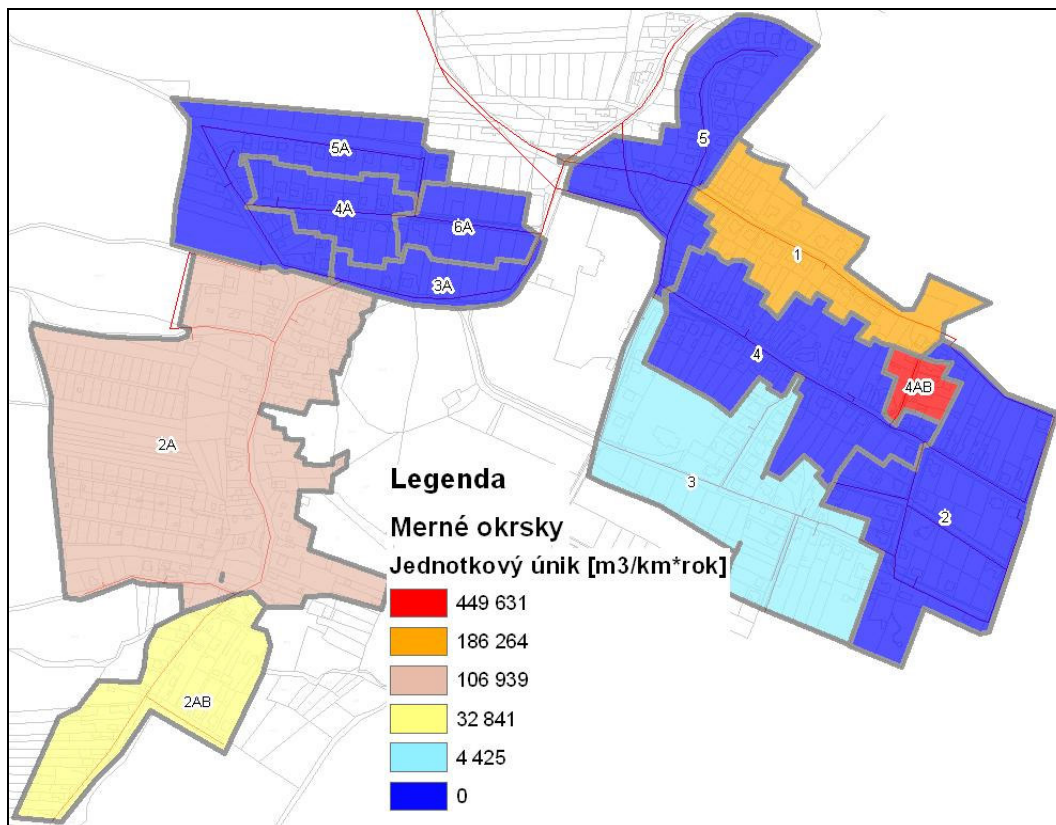 5
5A
4A
6A
1
3A
4
4AB
2A
3
2
2AB
Legenda
Merné okrsky
Jednotkový únik [m3/km*rok]
449 631
186 264
106 939
32 841
4 425
0